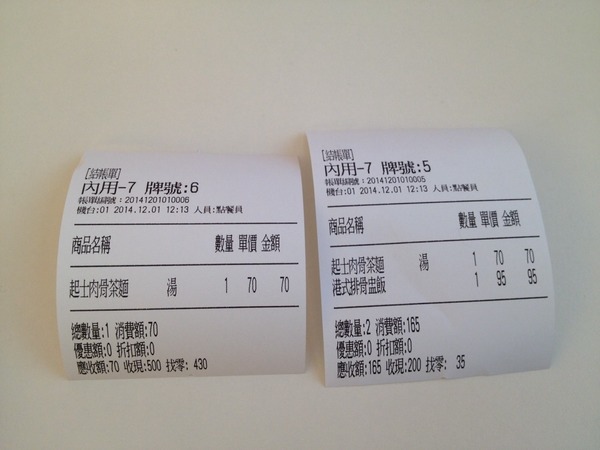 [結帳單]
內用-7 牌號:6
帳單編號：20141201010006
機台:01 2014.12.01 12:13 人員:點餐員
商品名稱 數量 單價 金額
起士肉骨茶麵 湯 1 70 70
總數量:1 消費額:70
優惠額:0 折扣額:0
應收額:70 收現:500 找零: 430
[結帳單]
內用-7 牌號:5
帳單編號：20141201010005
機台:01 2014.12.01 12:13 人員:點餐員
商品名稱 數量 單價 金額
起士肉骨茶麵 湯 1 70 70
港式排骨盅飯 1 95 95
總數量:2 消費額:165
優惠額:0 折扣額:0
應收額:165 收現:200 找零: 35